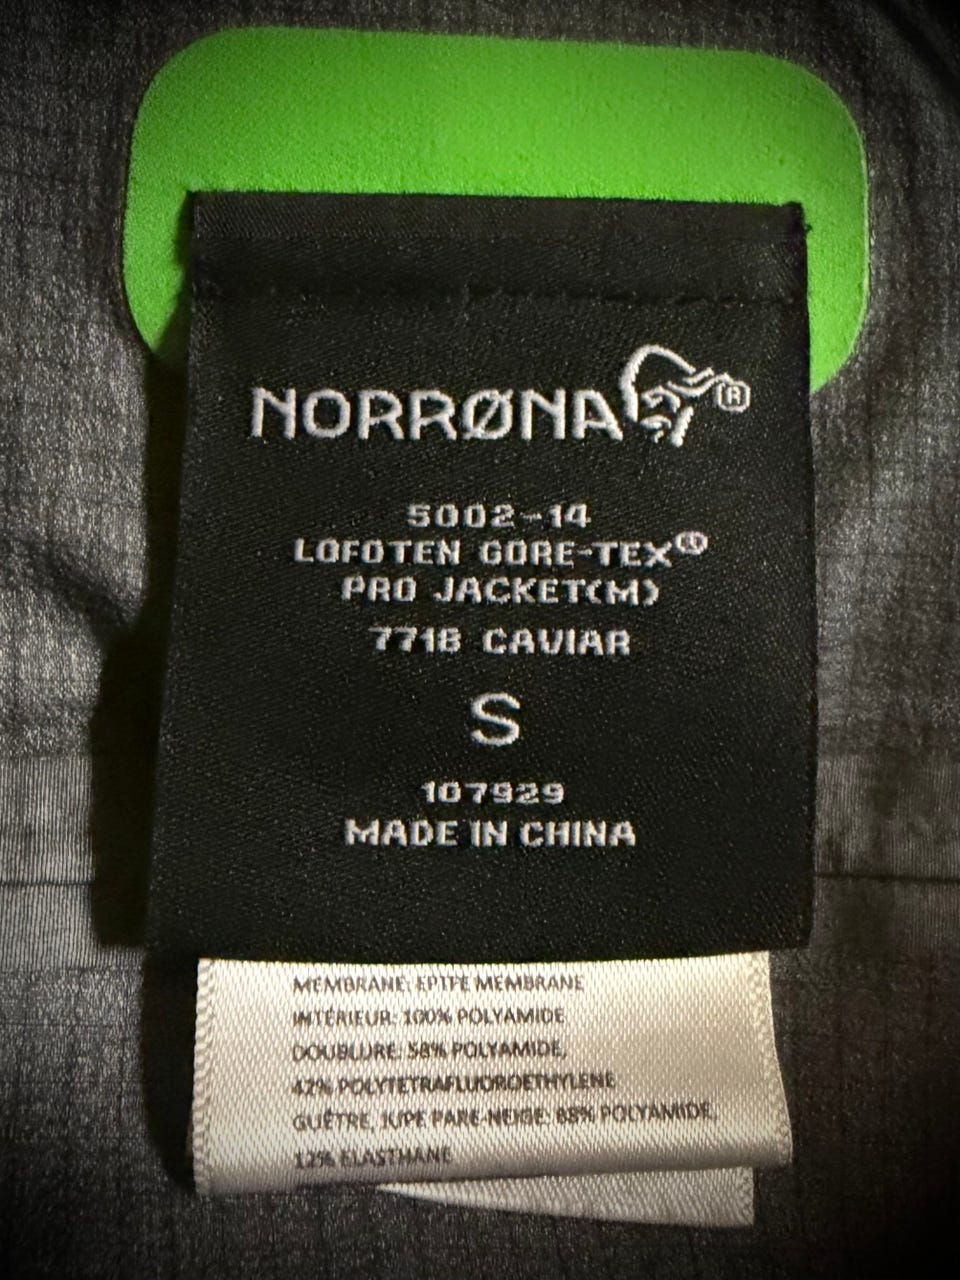 NORRØNA®
5002-14
LOFOTEN GORE-TEX®
PRO JACKET(M)
7718 CAVIAR
S
107929
MADE IN CHINA
MEMBRANE: EPTFE MEMBRANE
INTÉRIEUR: 100% POLYAMIDE
DOUBLURE: 58% POLYAMIDE,
42% POLYTETRAFLUOROETHYLENE
GUÊTRE, JUPE PARE-NEIGE: 88% POLYAMIDE,
12% ELASTHANE